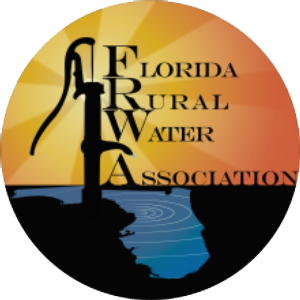 FLORIDA
RURAL
WATER
ASSOCIATION